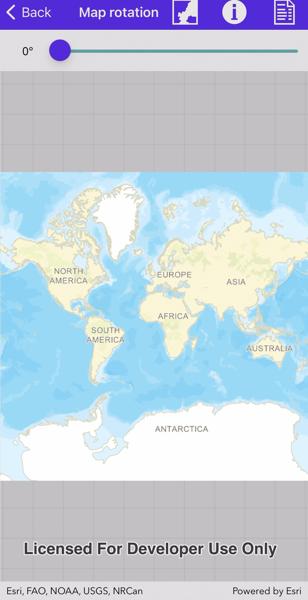 Back
Map rotation
0°
NORTH
AMERICA
EUROPE
ASIA
AFRICA
SOUTH
AMERICA
AUSTRALIA
ANTARCTICA
Licensed For Developer Use Only
Esri, FAO, NOAA, USGS, NRCan
Powered by Esri